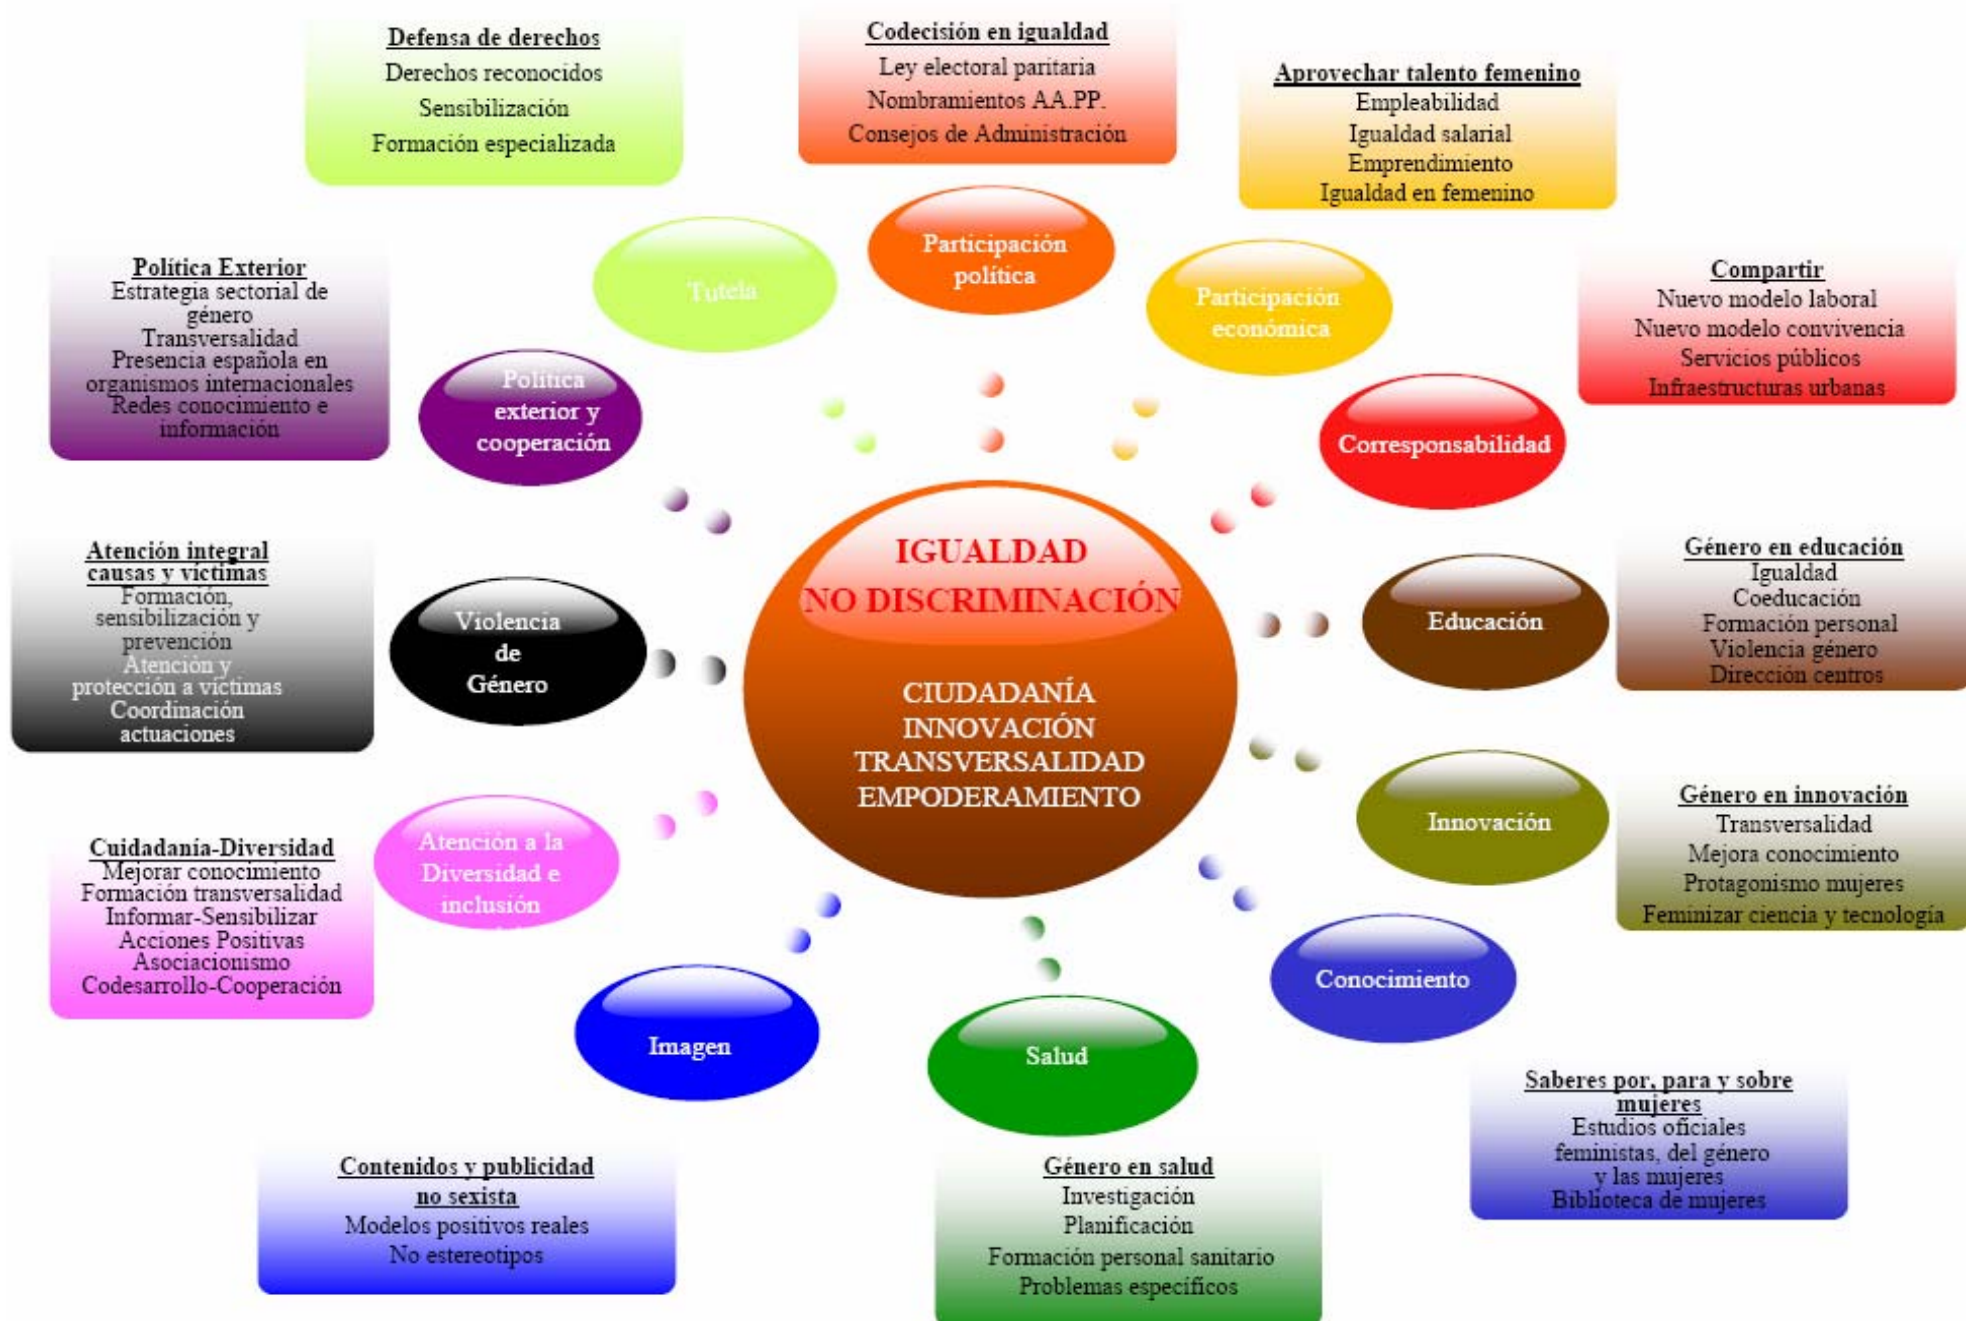 Defensa de derechos
Derechos reconocidos
Sensibilización
Formación especializada
Codecisión en igualdad
Ley electoral paritaria
Nombramientos AA.PP.
Consejos de Administración
Aprovechar talento femenino
Empleabilidad
Igualdad salarial
Emprendimiento
Igualdad en femenino
Política Exterior
Estrategia sectorial de
género
Transversalidad
Presencia española en
organismos internacionales
Redes conocimiento e
información
Tutela
Participación
política
Participación
económica
Compartir
Nuevo modelo laboral
Nuevo modelo convivencia
Servicios públicos
Infraestructuras urbanas
Política
exterior y
cooperación
Corresponsabilidad
Atención integral
causas y víctimas
Formación,
sensibilización y
prevención
Atención y
protección a víctimas
Coordinación
actuaciones
Violencia
de
Género
IGUALDAD
NO DISCRIMINACIÓN
CIUDADANÍA
INNOVACIÓN
TRANSVERSALIDAD
EMPODERAMIENTO
Educación
Género en educación
Igualdad
Coeducación
Formación personal
Violencia género
Dirección centros
Cuidadanía-Diversidad
Mejorar conocimiento
Formación transversalidad
Informar-Sensibilizar
Acciones Positivas
Asociacionismo
Codesarrollo-Cooperación
Atención a la
Diversidad e
inclusión
Innovación
Género en innovación
Transversalidad
Mejora conocimiento
Protagonismo mujeres
Feminizar ciencia y tecnología
Imagen
Salud
Conocimiento
Contenidos y publicidad
no sexista
Modelos positivos reales
No estereotipos
Género en salud
Investigación
Planificación
Formación personal sanitario
Problemas específicos
Saberes por, para y sobre
mujeres
Estudios oficiales
feministas, del género
y las mujeres
Biblioteca de mujeres